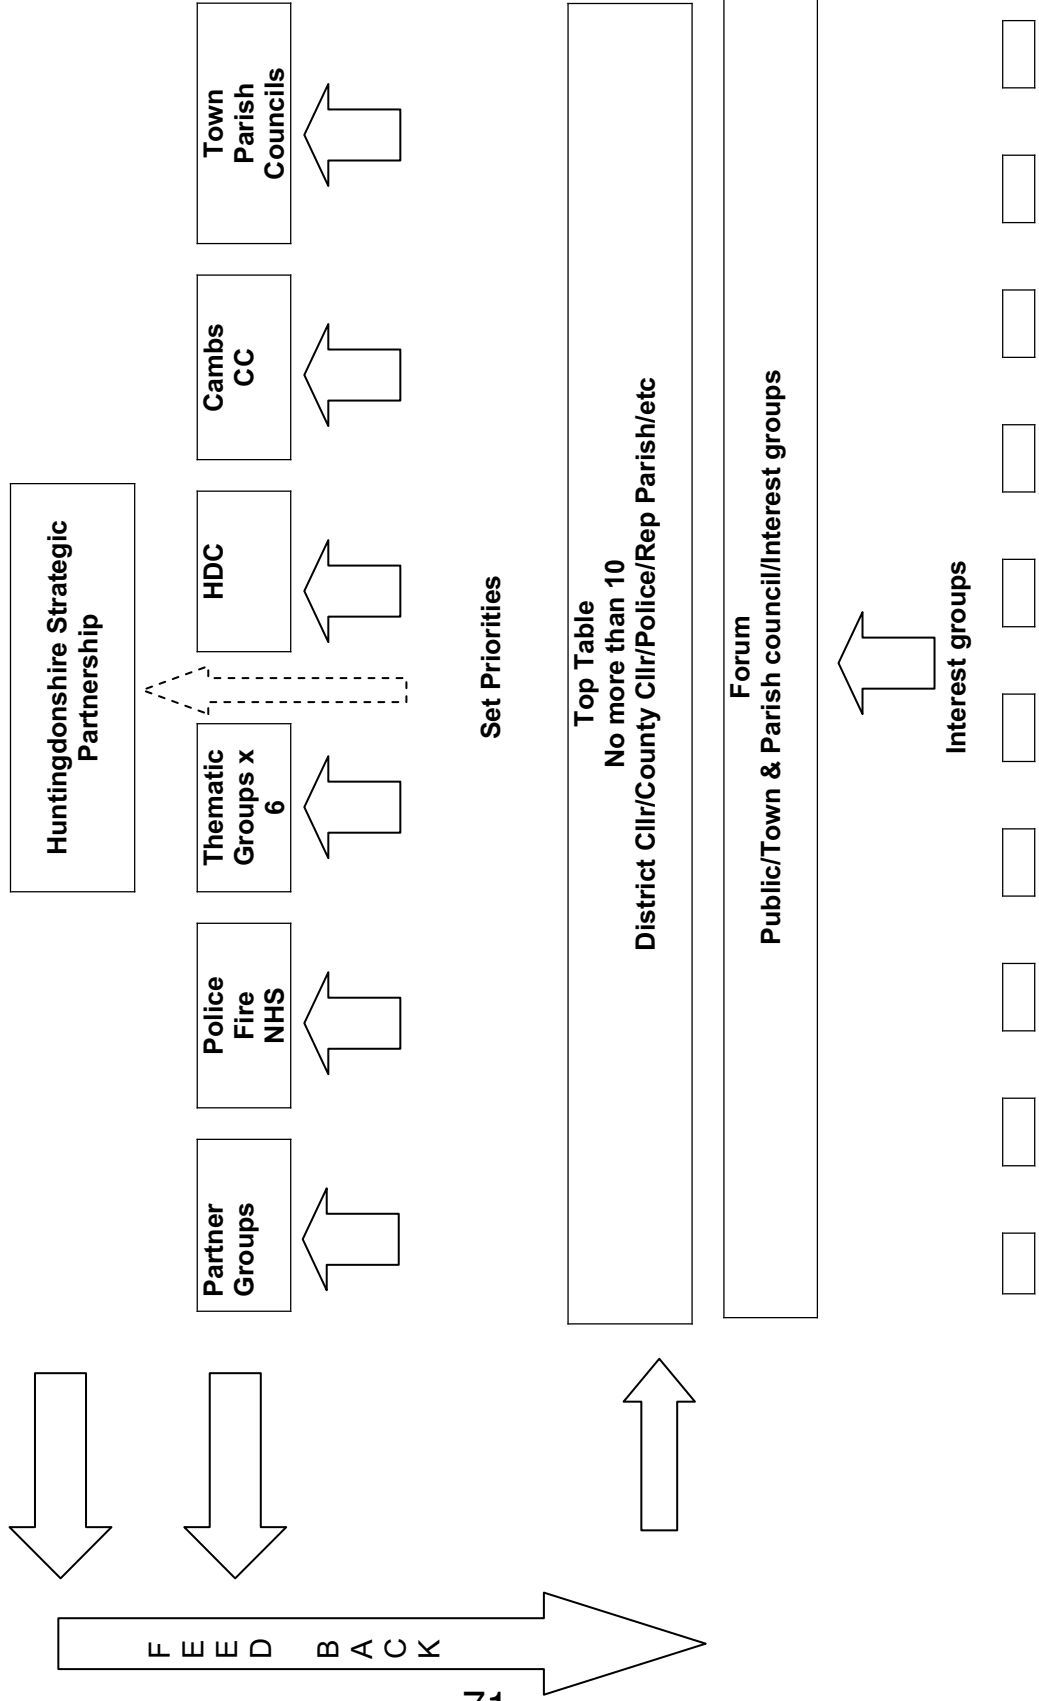 Huntingdonshire Strategic
Partnership
Partner
Groups
Police
Fire
NHS
Thematic
Groups x
6
HDC
Cambs
CC
Town
Parish
Councils
Set Priorities
Top Table
No more than 10
District Cllr/County Cllr/Police/Rep Parish/etc
Forum
Public/Town & Parish council/Interest groups
Interest groups
F
E
E
D
B
A
C
K